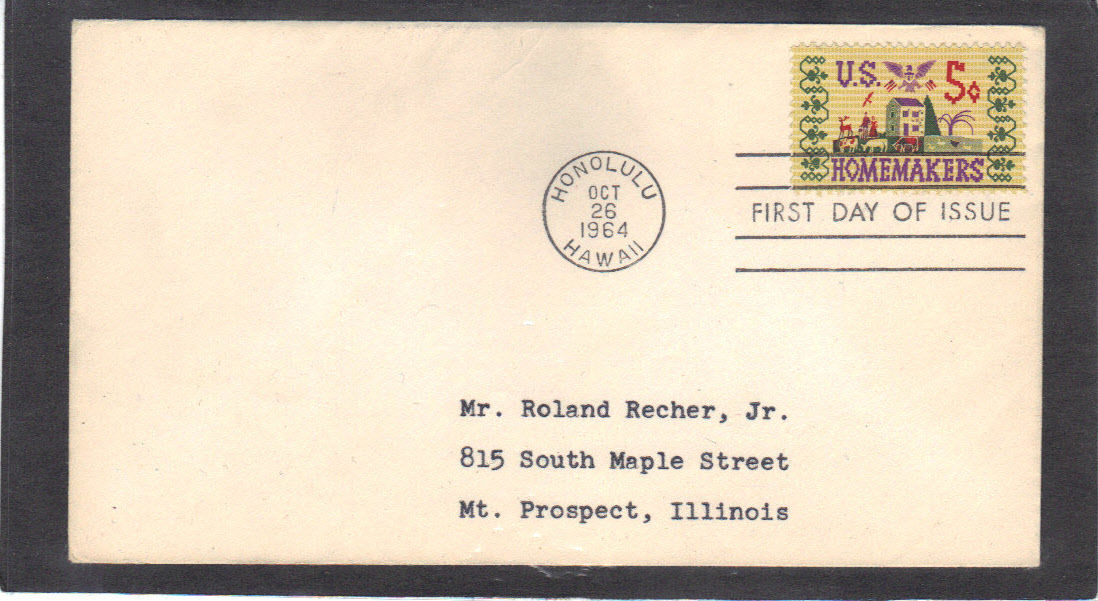 U.S. 5¢
HOMEMAKERS
HONOLULU
OCT
26
1964
HAWAII
FIRST DAY OF ISSUE
Mr. Roland Recher, Jr.
815 South Maple Street
Mt. Prospect, Illinois